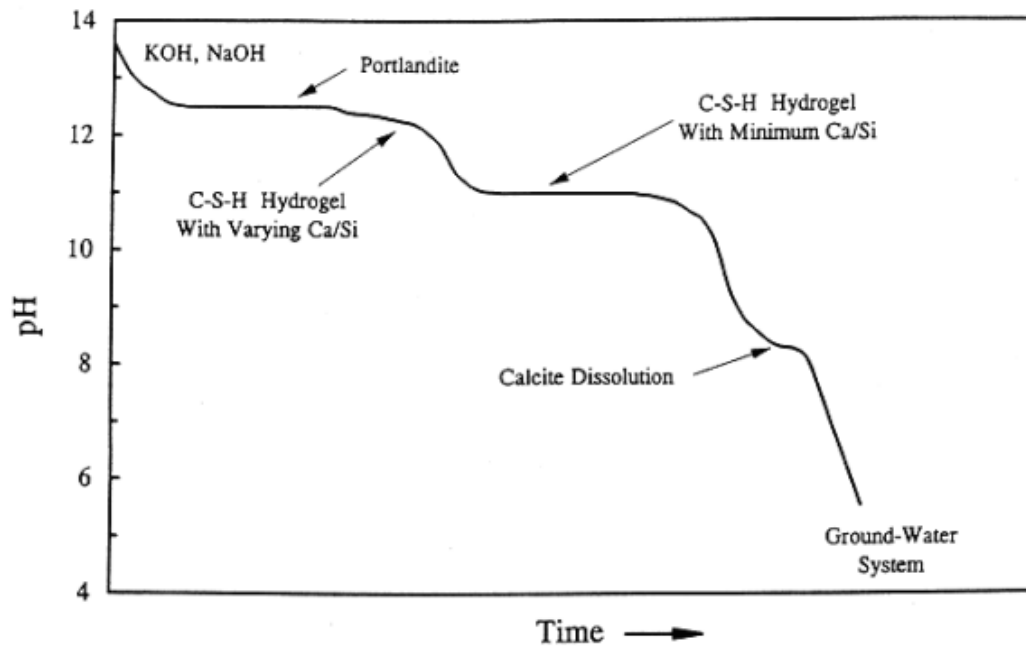 14
KOH, NaOH
Portlandite
C-S-H Hydrogel
With Minimum Ca/Si
12
C-S-H Hydrogel
With Varying Ca/Si
10
pH
8
Calcite Dissolution
6
Ground-Water
System
4
Time